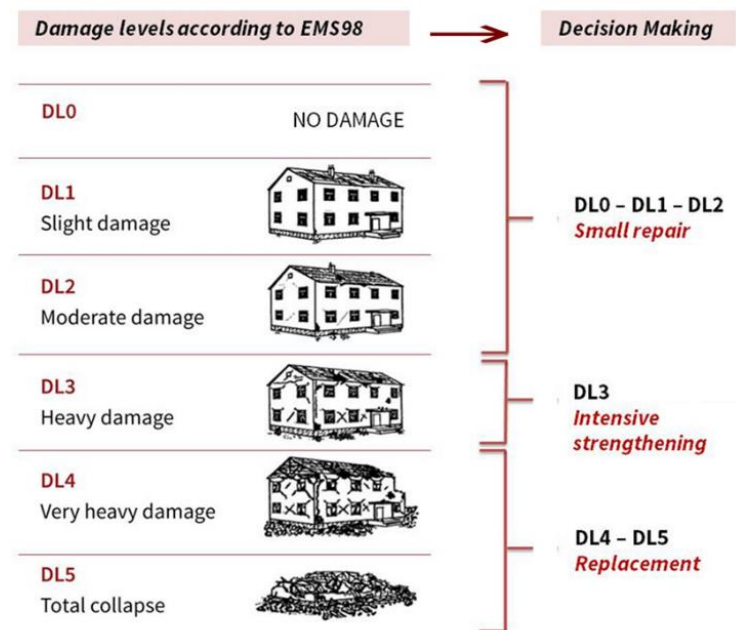 Damage levels according to EMS98
Decision Making
DL0
NO DAMAGE
DL1
Slight damage
DL2
Moderate damage
DL3
Heavy damage
DL4
Very heavy damage
DL5
Total collapse
DL0 – DL1 – DL2
Small repair
DL3
Intensive
strengthening
DL4 – DL5
Replacement